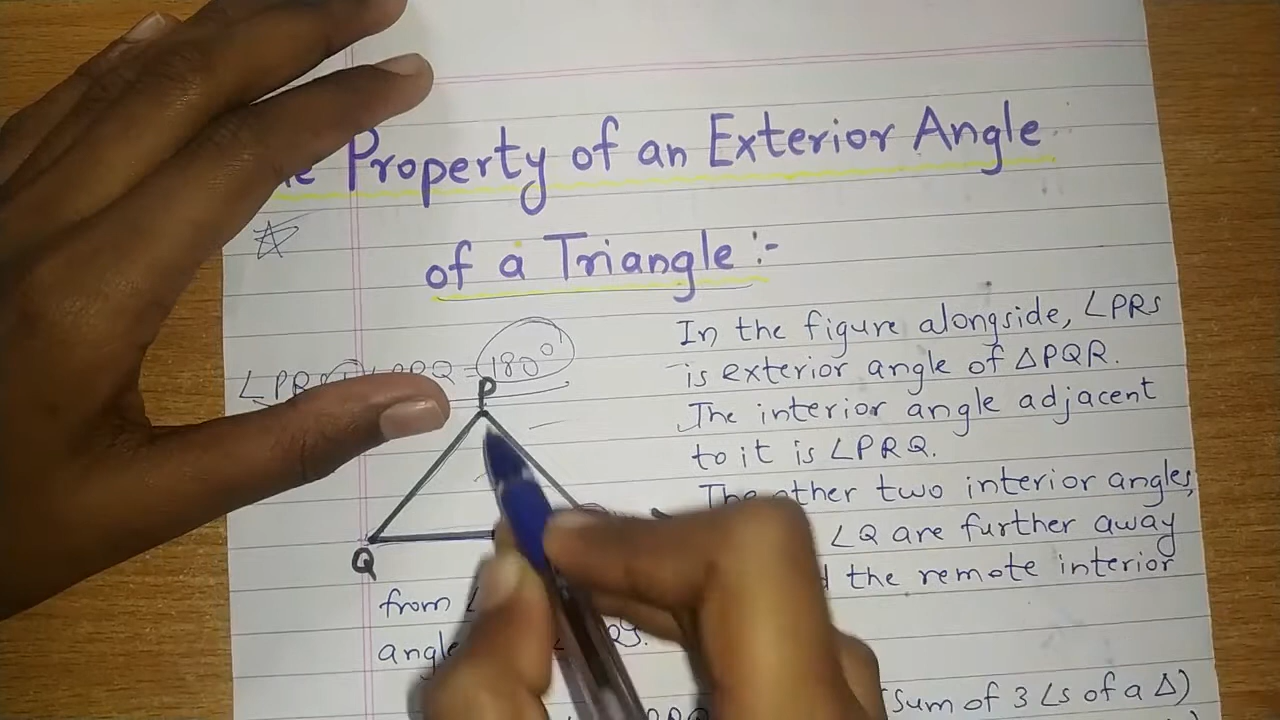 Property of an Exterior Angle
of a Triangle :-
180°
P
Q
In the figure alongside, ∠PRS
is exterior angle of ΔPQR.
The interior angle adjacent
to it is ∠PRQ.
The other two interior angles,
∠Q are further away
the remote interior
from
(Sum of 3 ∠s of a Δ)